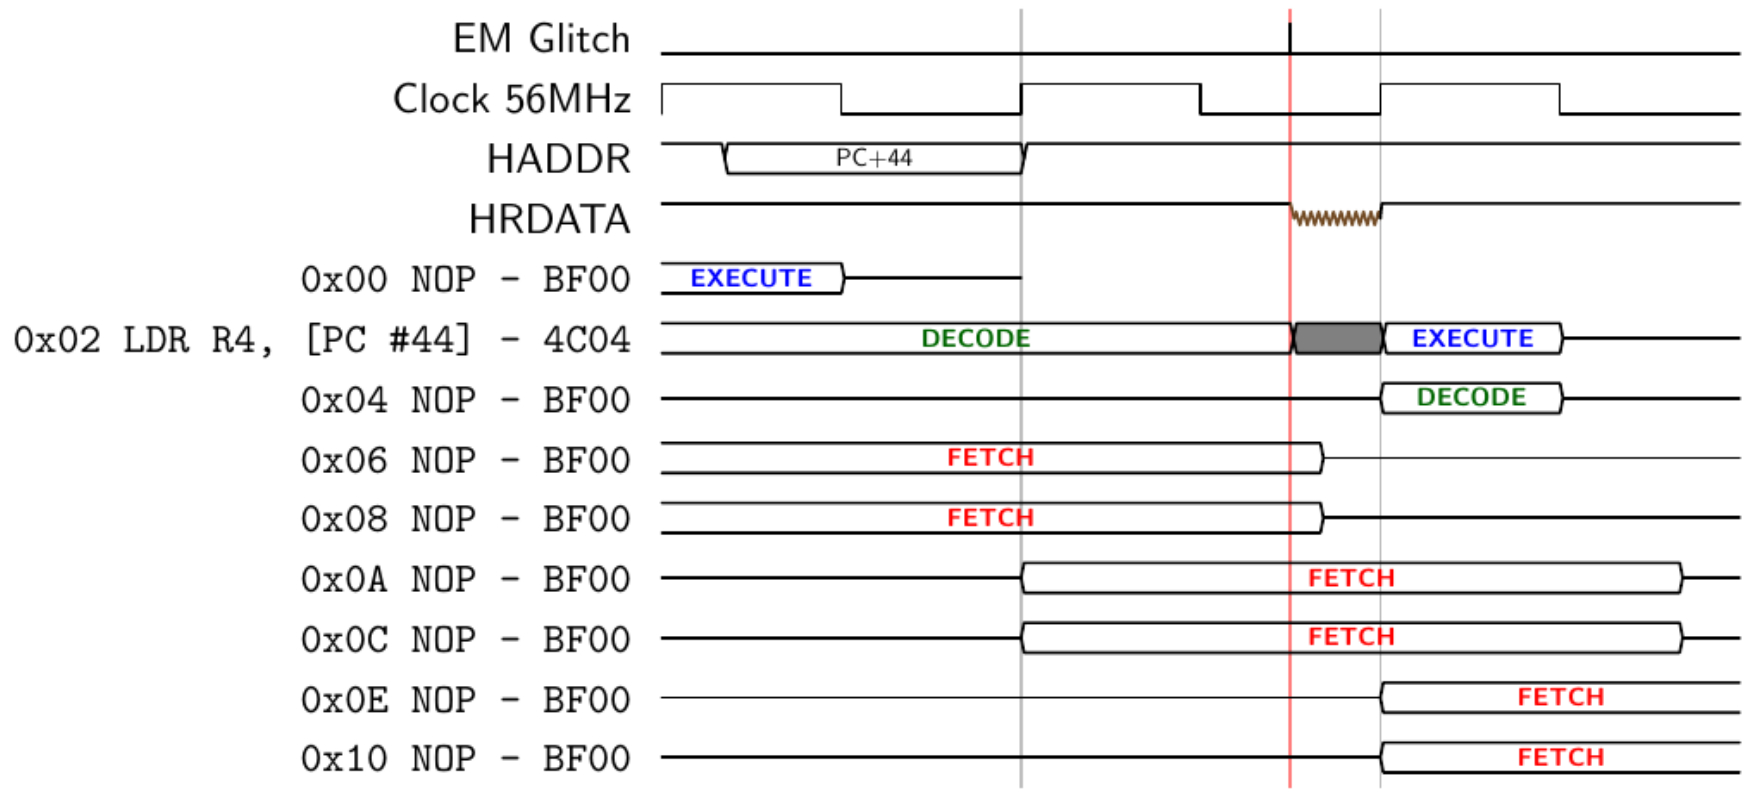 EM Glitch
Clock 56MHz
HADDR PC+44
HRDATA
0x00 NOP - BF00 EXECUTE
0x02 LDR R4, [PC #44] - 4C04 DECODE EXECUTE
0x04 NOP - BF00 DECODE
0x06 NOP - BF00 FETCH
0x08 NOP - BF00 FETCH
0x0A NOP - BF00 FETCH
0x0C NOP - BF00 FETCH
0x0E NOP - BF00 FETCH
0x10 NOP - BF00 FETCH